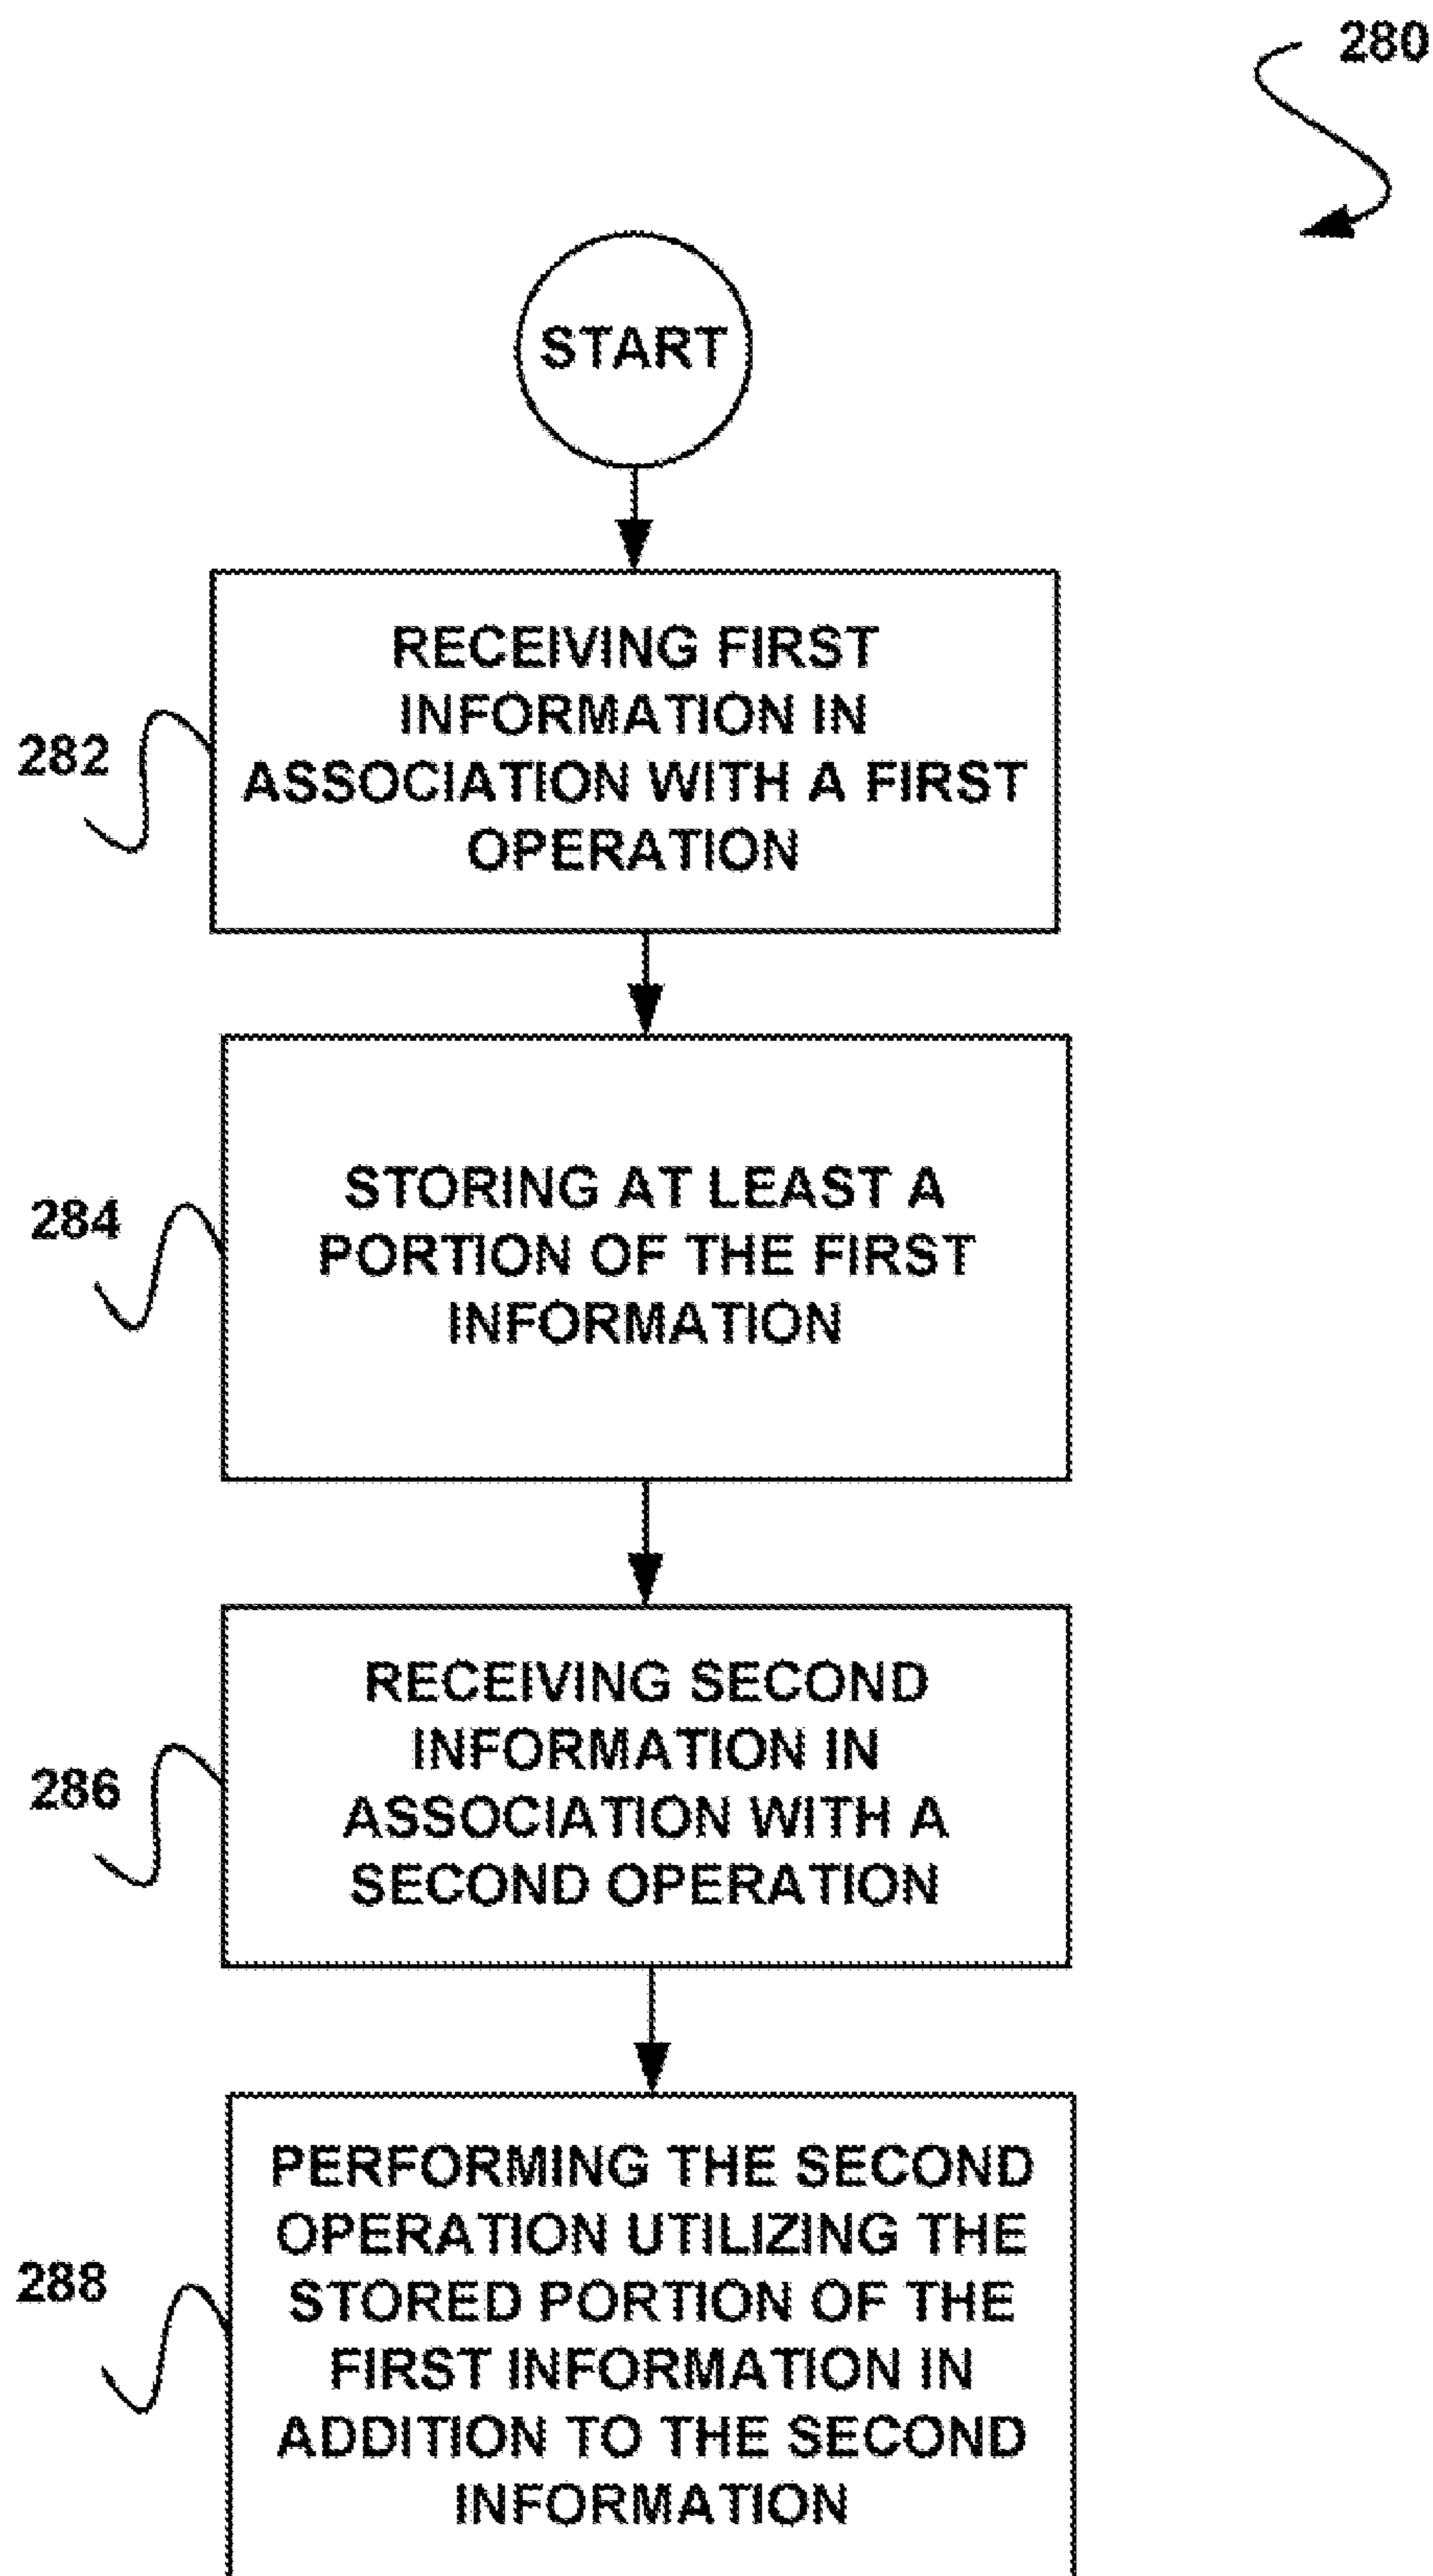 280
START
RECEIVING FIRST
INFORMATION IN
ASSOCIATION WITH A FIRST
OPERATION
282
STORING AT LEAST A
PORTION OF THE FIRST
INFORMATION
284
RECEIVING SECOND
INFORMATION IN
ASSOCIATION WITH A
SECOND OPERATION
286
PERFORMING THE SECOND
OPERATION UTILIZING THE
STORED PORTION OF THE
FIRST INFORMATION IN
ADDITION TO THE SECOND
INFORMATION
288